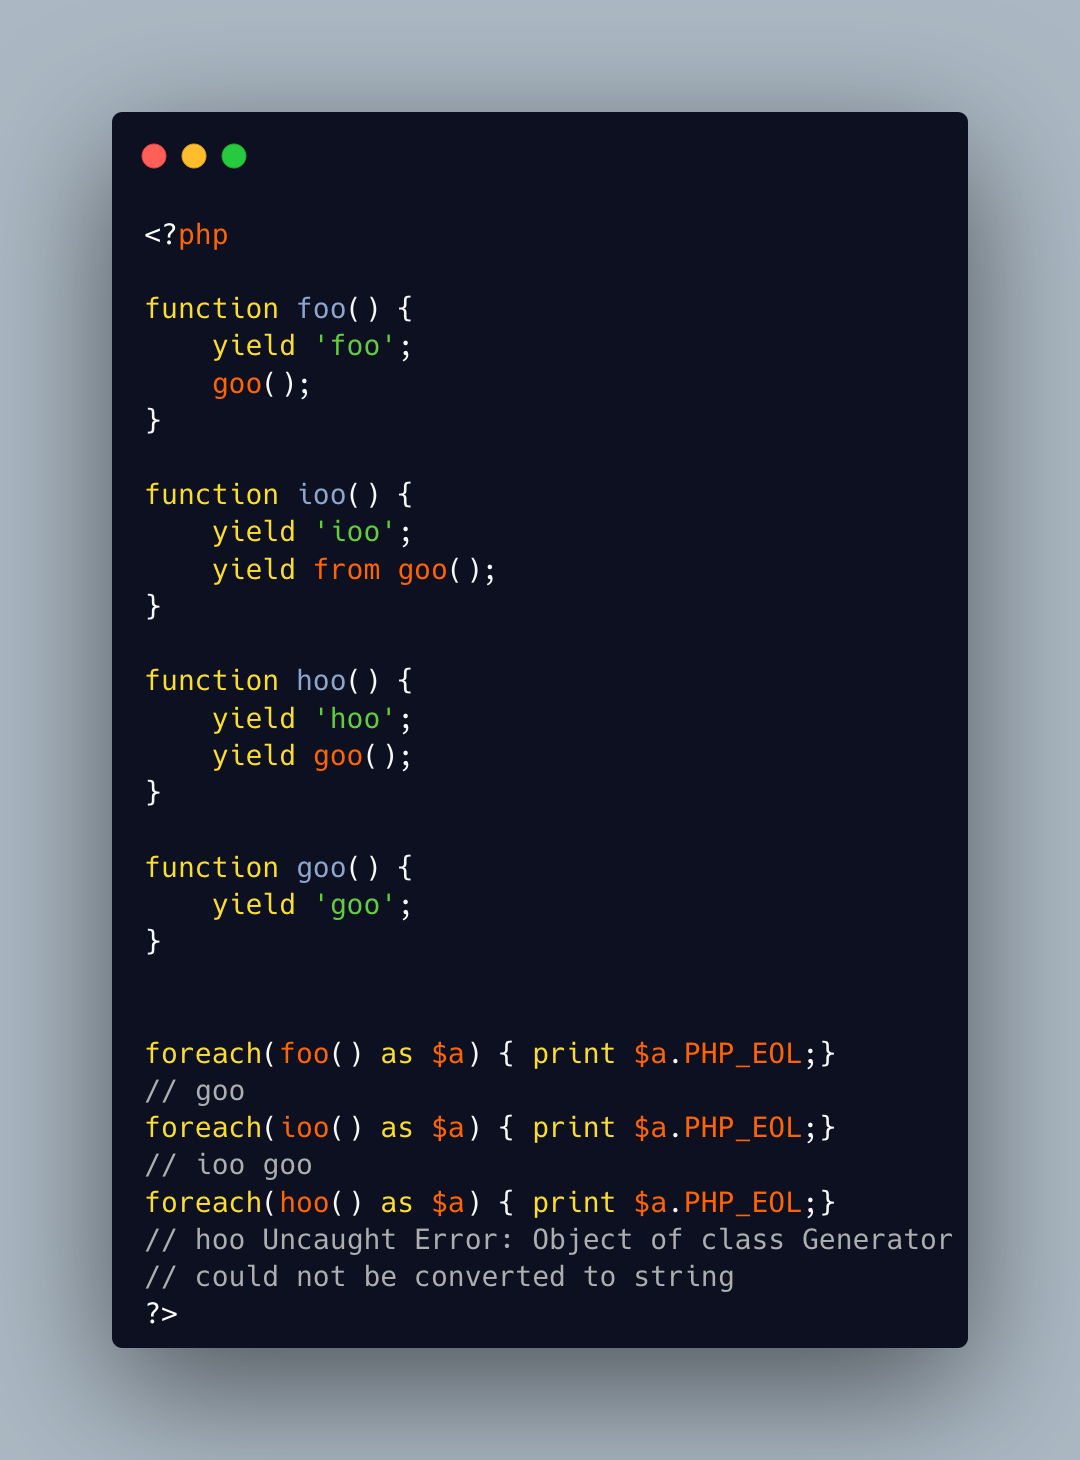 <?php
function foo() {
    yield 'foo';
    goo();
}
function ioo() {
    yield 'ioo';
    yield from goo();
}
function hoo() {
    yield 'hoo';
    yield goo();
}
function goo() {
    yield 'goo';
}
foreach(foo() as $a) { print $a.PHP_EOL;}
// goo
foreach(ioo() as $a) { print $a.PHP_EOL;}
// ioo goo
foreach(hoo() as $a) { print $a.PHP_EOL;}
// hoo Uncaught Error: Object of class Generator
// could not be converted to string
?>